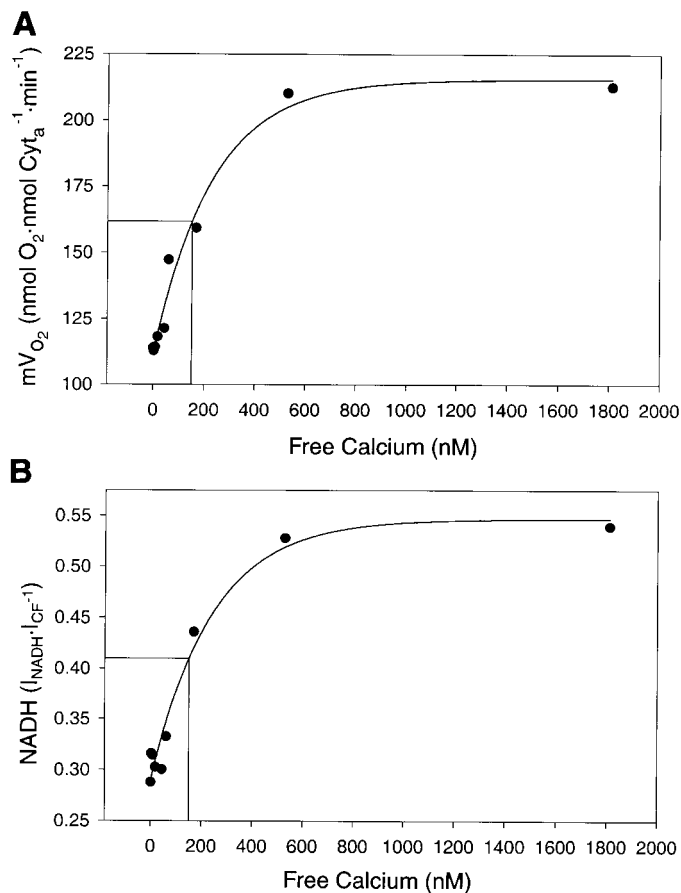 A
225
200
175
150
125
100
mVO₂ (nmol O₂·nmol Cytₐ⁻¹·min⁻¹)
0 200 400 600 800 1000 1200 1400 1600 1800 2000
Free Calcium (nM)
B
0.55
0.50
0.45
0.40
0.35
0.30
0.25
NADH (I_NADH·I_CF⁻¹)
0 200 400 600 800 1000 1200 1400 1600 1800 2000
Free Calcium (nM)